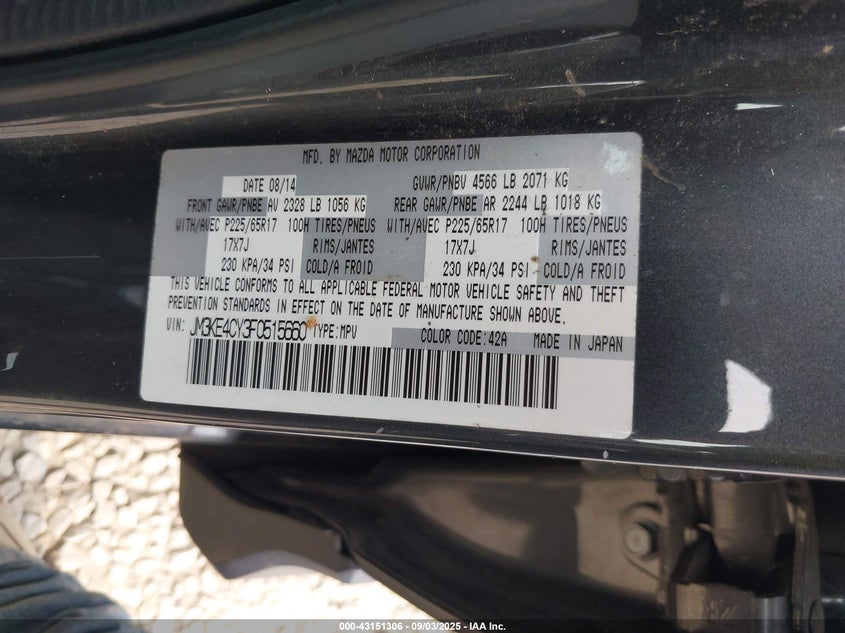 MFD. BY MAZDA MOTOR CORPORATION
DATE 08/14 GVWR/PNBV 4566 LB 2071 KG
FRONT GAWR/PNBE AV 2328 LB 1056 KG REAR GAWR/PNBE AR 2244 LB 1018 KG
WITH/AVEC P225/65R17 100H TIRES/PNEUS WITH/AVEC P225/65R17 100H TIRES/PNEUS
17X7J RIMS/JANTES 17X7J RIMS/JANTES
230 KPA/34 PSI COLD/A FROID 230 KPA/34 PSI COLD/A FROID
THIS VEHICLE CONFORMS TO ALL APPLICABLE FEDERAL MOTOR VEHICLE SAFETY AND THEFT
PREVENTION STANDARDS IN EFFECT ON THE DATE OF MANUFACTURE SHOWN ABOVE.
VIN: JM3KE4CY3F0515660 TYPE:MPV COLOR CODE:42A MADE IN JAPAN
000-43151306 - 09/03/2025 - IAA Inc.